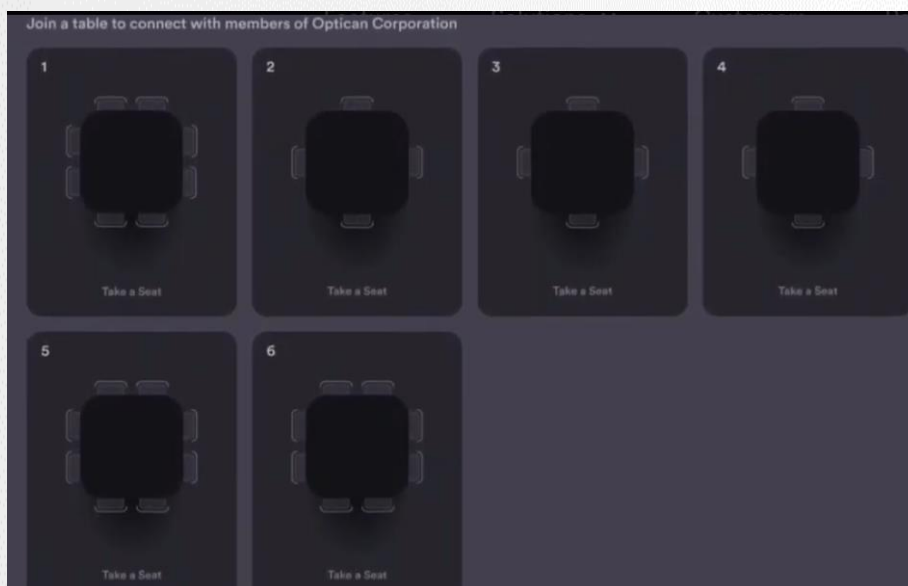 Join a table to connect with members of Optican Corporation
1
2
3
4
Take a Seat
Take a Seat
Take a Seat
Take a Seat
5
6
Take a Seat
Take a Seat